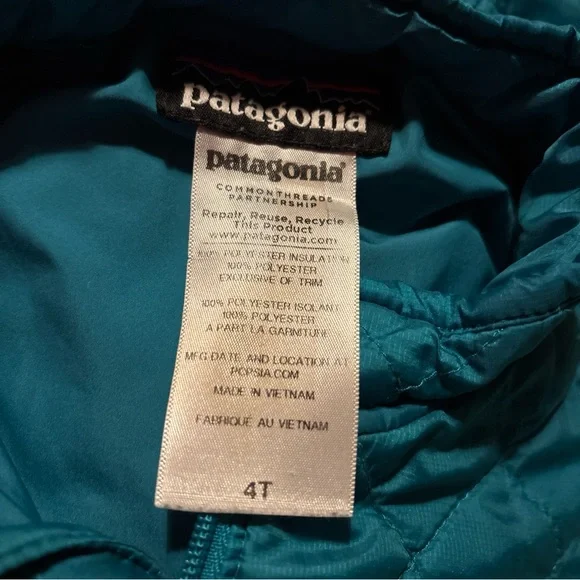 patagonia®
patagonia®
COMMONTHREADS
PARTNERSHIP
Repair, Reuse, Recycle
This Product
www.patagonia.com
100% POLYESTER INSULATION
100% POLYESTER
EXCLUSIVE OF TRIM
100% POLYESTER ISOLANT
100% POLYESTER
A PART LA GARNITURE
MFG DATE AND LOCATION AT
PCPSIA.COM
MADE IN VIETNAM
FABRIQUÉ AU VIETNAM
4T